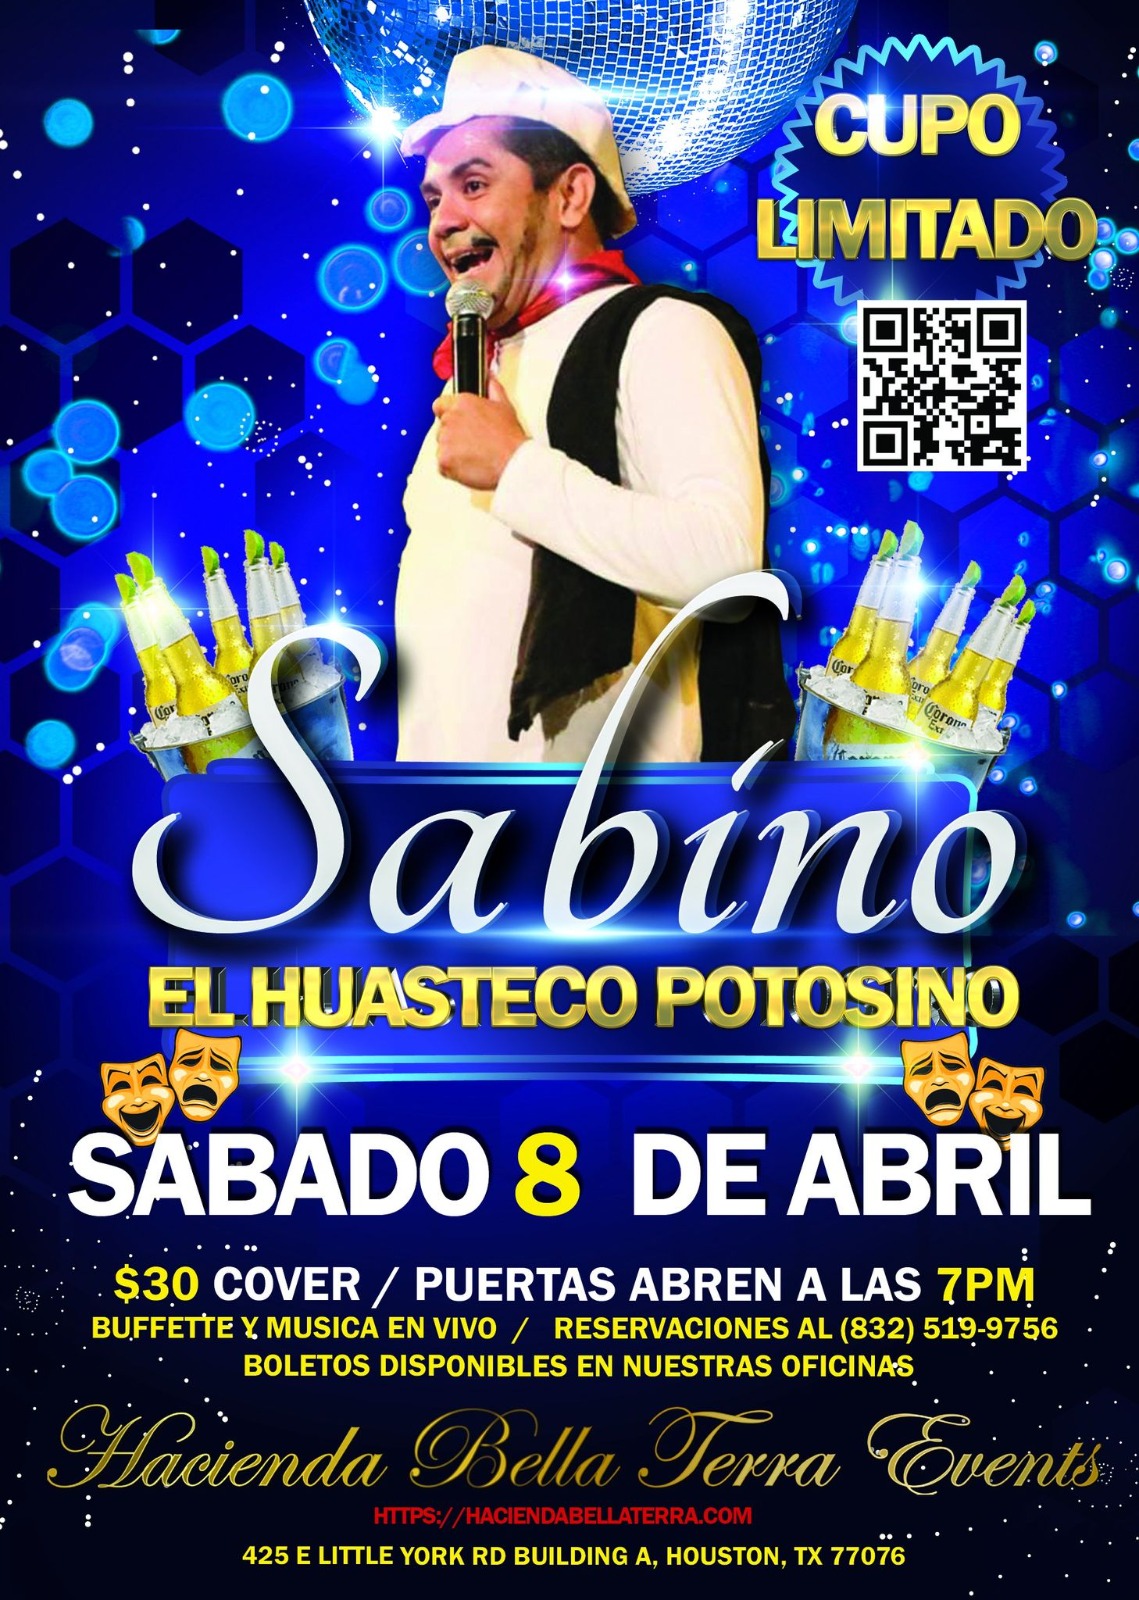 CUPO
LIMITADO
Sabino
EL HUASTECO POTOSINO
SABADO 8 DE ABRIL
$30 COVER / PUERTAS ABREN A LAS 7PM
BUFFETTE Y MUSICA EN VIVO / RESERVACIONES AL (832) 519-9756
BOLETOS DISPONIBLES EN NUESTRAS OFICINAS
Hacienda Bella Terra Events
HTTPS://HACIENDABELLATERRA.COM
425 E LITTLE YORK RD BUILDING A, HOUSTON, TX 77076